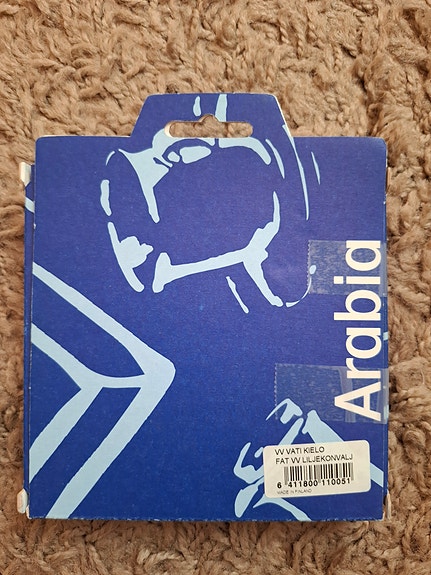 Arabia
VV VATI KIELO
FAT VV LILJEKONVALJ
6 411800 110051
MADE IN FINLAND